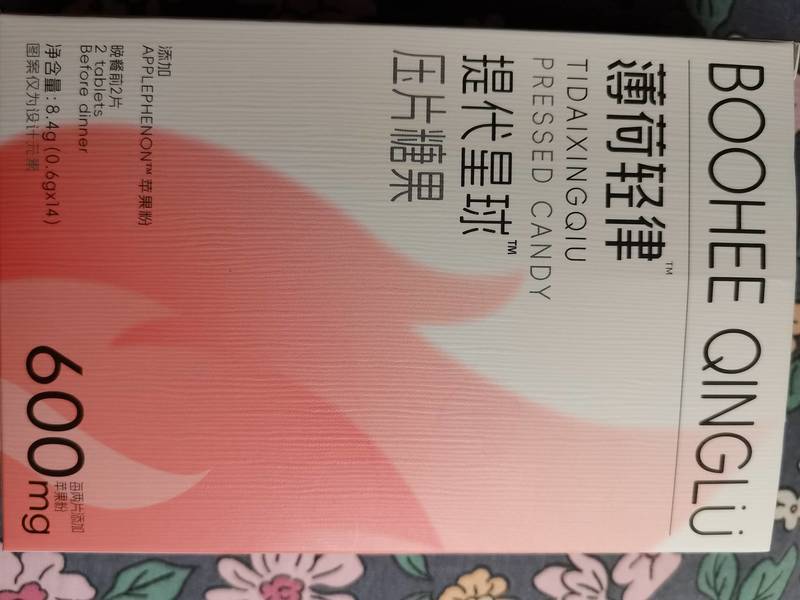 BOOHEE QINGLÜ
薄荷轻律™
TIDAIXINGQIU
PRESSED CANDY
提代星球™
压片糖果
添加
APPLEPHENON™苹果粉
晚餐前2片
2 tablets
Before dinner
净含量:8.4g(0.6gx14)
图案仅为设计元素
600mg
每两片添加
苹果粉